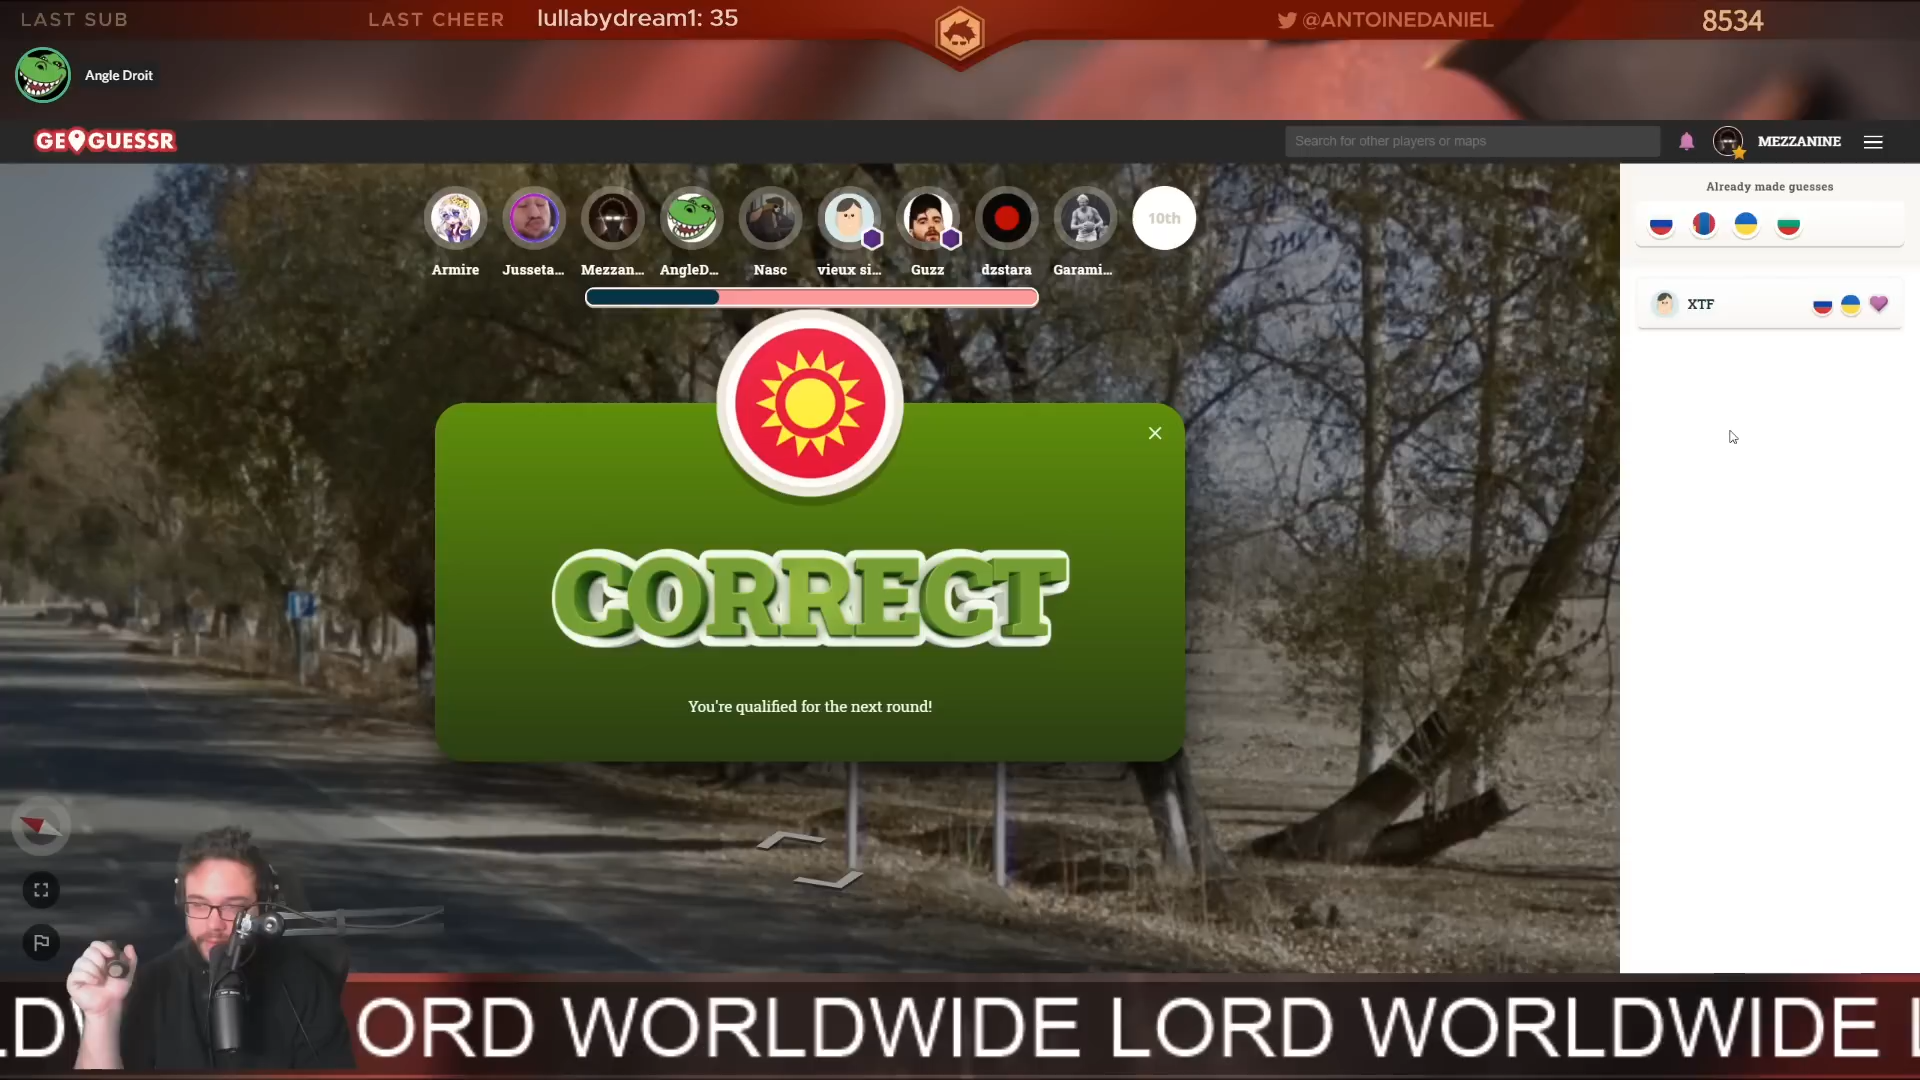 LAST SUB
LAST CHEER
lullabydream1: 35
@ANTOINEDANIEL
8534
Angle Droit
GEOGUESSR
Search for other players or maps
MEZZANINE
Already made guesses
10th
Armire
Jusseta...
Mezzan...
AngleD...
Nasc
vieux si...
Guzz
dzstara
Garami...
XTF
CORRECT
You're qualified for the next round!
LORD WORLDWIDE LORD WORLDWIDE